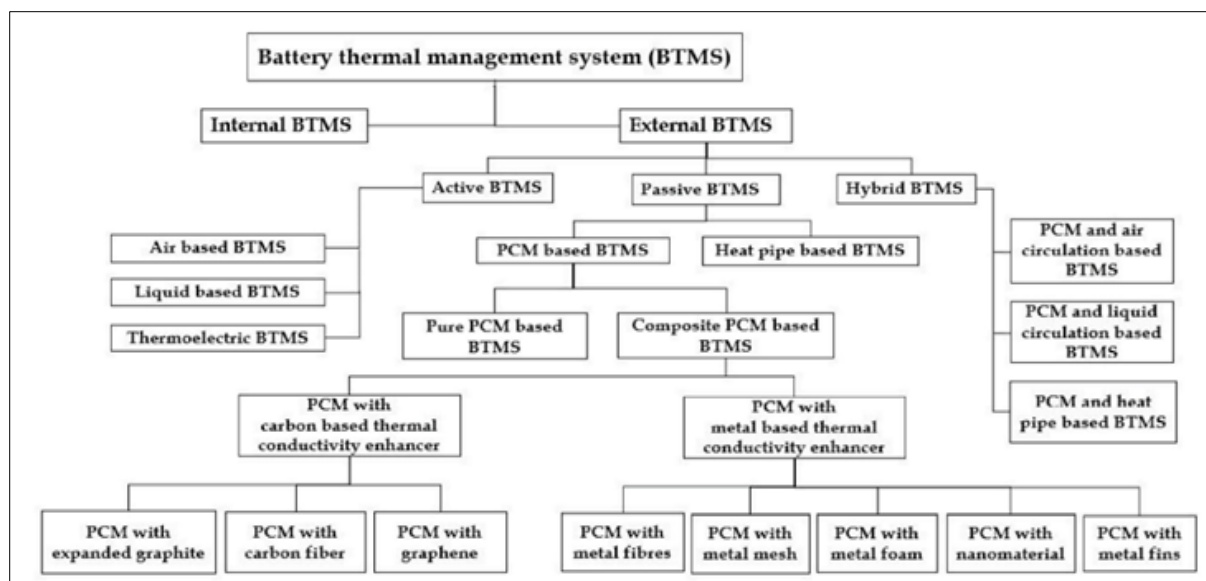 Battery thermal management system (BTMS)
Internal BTMS
External BTMS
Active BTMS
Passive BTMS
Hybrid BTMS
Air based BTMS
Liquid based BTMS
Thermoelectric BTMS
PCM based BTMS
Heat pipe based BTMS
PCM and air
circulation based
BTMS
PCM and liquid
circulation based
BTMS
PCM and heat
pipe based BTMS
Pure PCM based
BTMS
Composite PCM based
BTMS
PCM with
carbon based thermal
conductivity enhancer
PCM with
metal based thermal
conductivity enhancer
PCM with
expanded graphite
PCM with
carbon fiber
PCM with
graphene
PCM with
metal fibres
PCM with
metal mesh
PCM with
metal foam
PCM with
nanomaterial
PCM with
metal fins